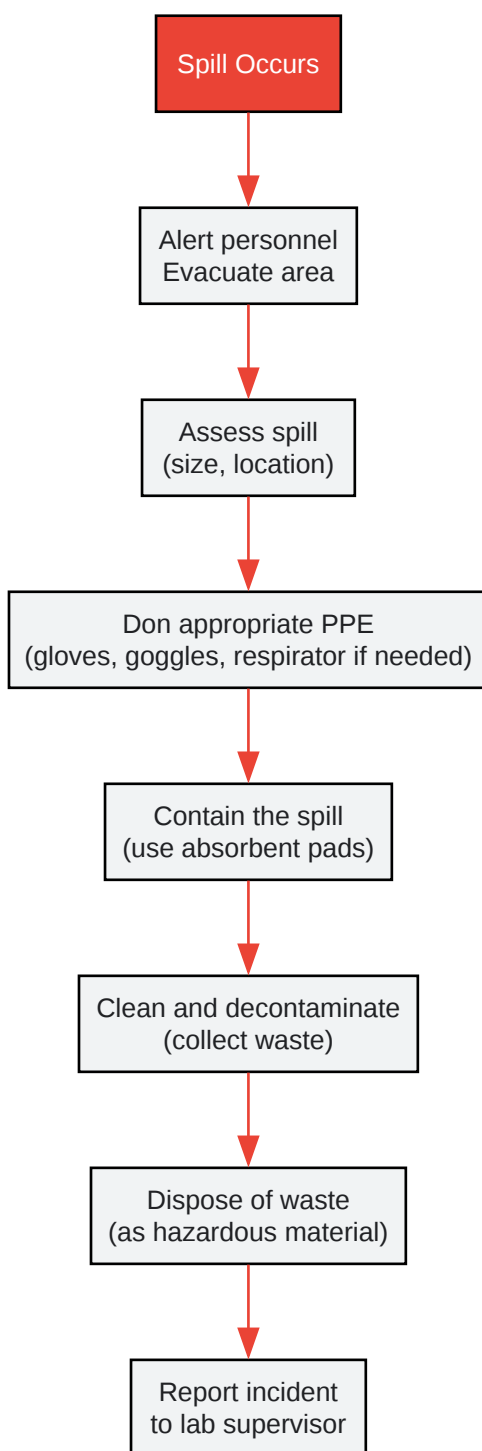 Spill Occurs
Alert personnel
Evacuate area
Assess spill
(size, location)
Don appropriate PPE
(gloves, goggles, respirator if needed)
Contain the spill
(use absorbent pads)
Clean and decontaminate
(collect waste)
Dispose of waste
(as hazardous material)
Report incident
to lab supervisor